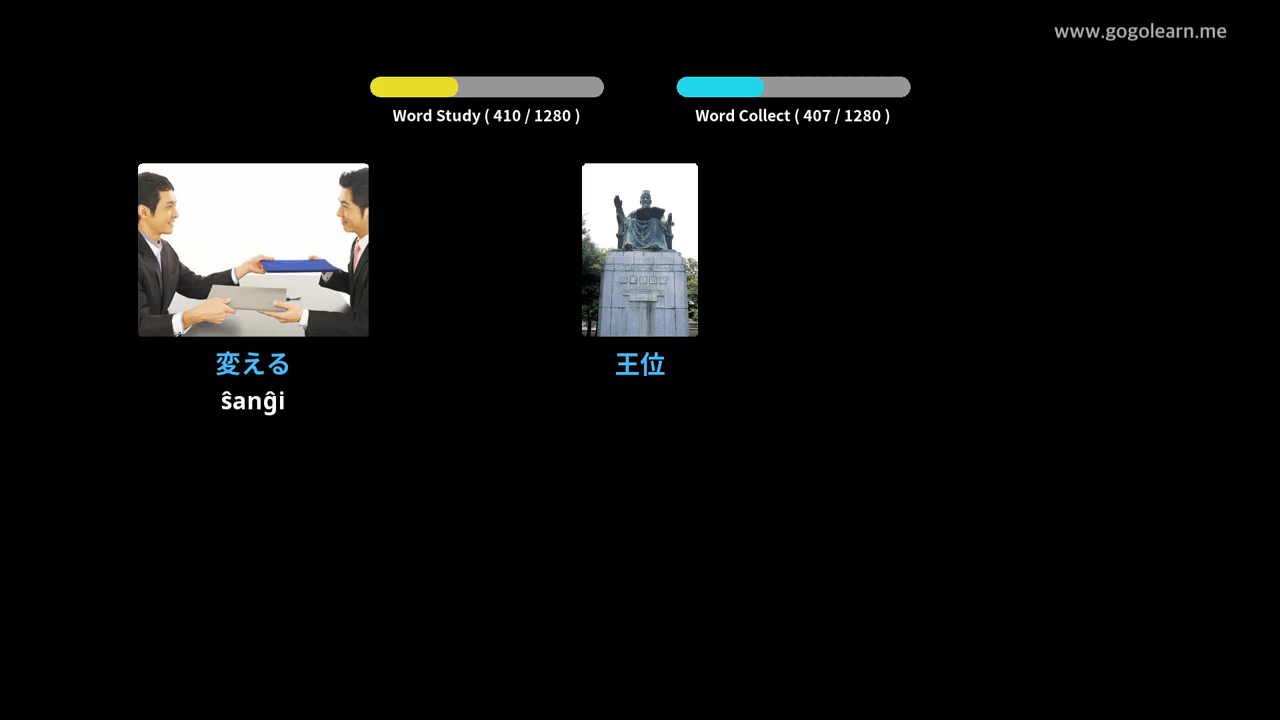 www.gogolearn.me
Word Study ( 410 / 1280 )
Word Collect ( 407 / 1280 )
変える
王位
ŝanĝi